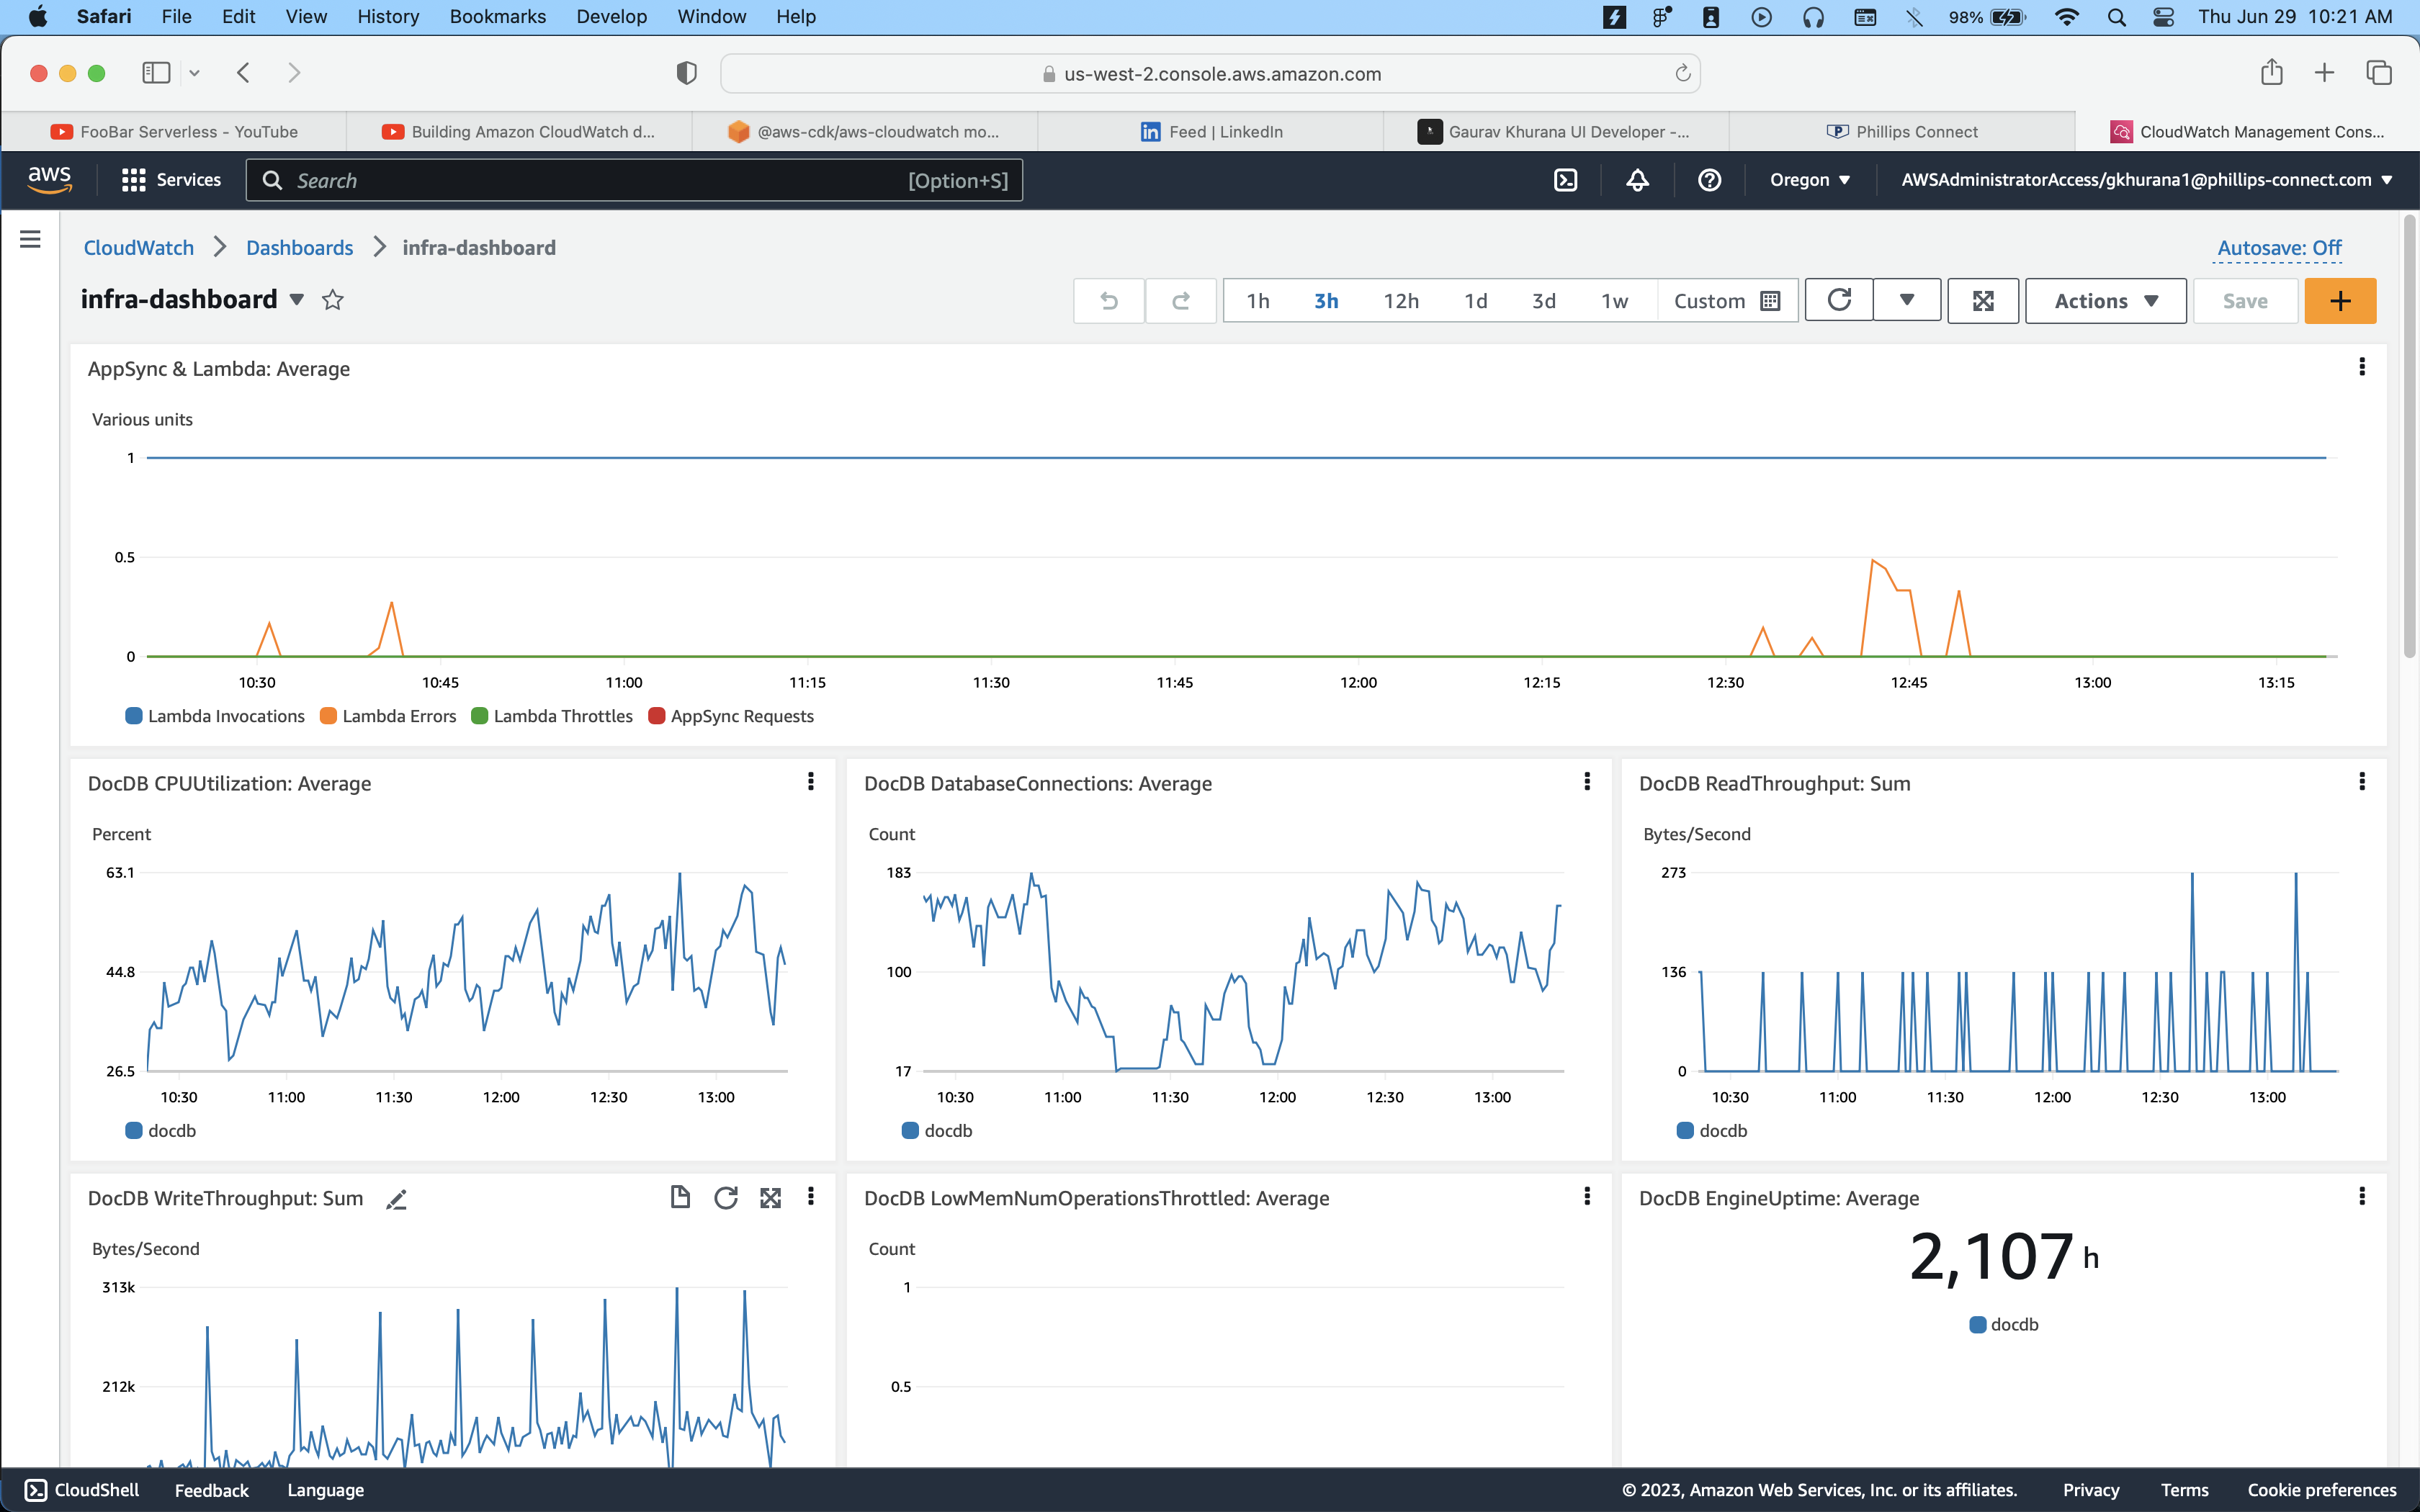 Safari File Edit View History Bookmarks Develop Window Help 98% Thu Jun 29 10:21 AM
us-west-2.console.aws.amazon.com
FooBar Serverless - YouTube Building Amazon CloudWatch d... @aws-cdk/aws-cloudwatch mo... Feed | LinkedIn Gaurav Khurana UI Developer -... Phillips Connect CloudWatch Management Cons...
aws Services Search [Option+S] Oregon AWSAdministratorAccess/gkhurana1@phillips-connect.com
CloudWatch Dashboards infra-dashboard Autosave: Off
infra-dashboard 1h 3h 12h 1d 3d 1w Custom Actions Save +
AppSync & Lambda: Average
Various units
1
0.5
0
10:30 10:45 11:00 11:15 11:30 11:45 12:00 12:15 12:30 12:45 13:00 13:15
Lambda Invocations Lambda Errors Lambda Throttles AppSync Requests
DocDB CPUUtilization: Average
Percent
63.1
44.8
26.5
10:30 11:00 11:30 12:00 12:30 13:00
docdb
DocDB DatabaseConnections: Average
Count
183
100
17
10:30 11:00 11:30 12:00 12:30 13:00
docdb
DocDB ReadThroughput: Sum
Bytes/Second
273
136
0
10:30 11:00 11:30 12:00 12:30 13:00
docdb
DocDB WriteThroughput: Sum
Bytes/Second
313k
212k
DocDB LowMemNumOperationsThrottled: Average
Count
1
0.5
DocDB EngineUptime: Average
2,107 h
docdb
CloudShell Feedback Language © 2023, Amazon Web Services, Inc. or its affiliates. Privacy Terms Cookie preferences